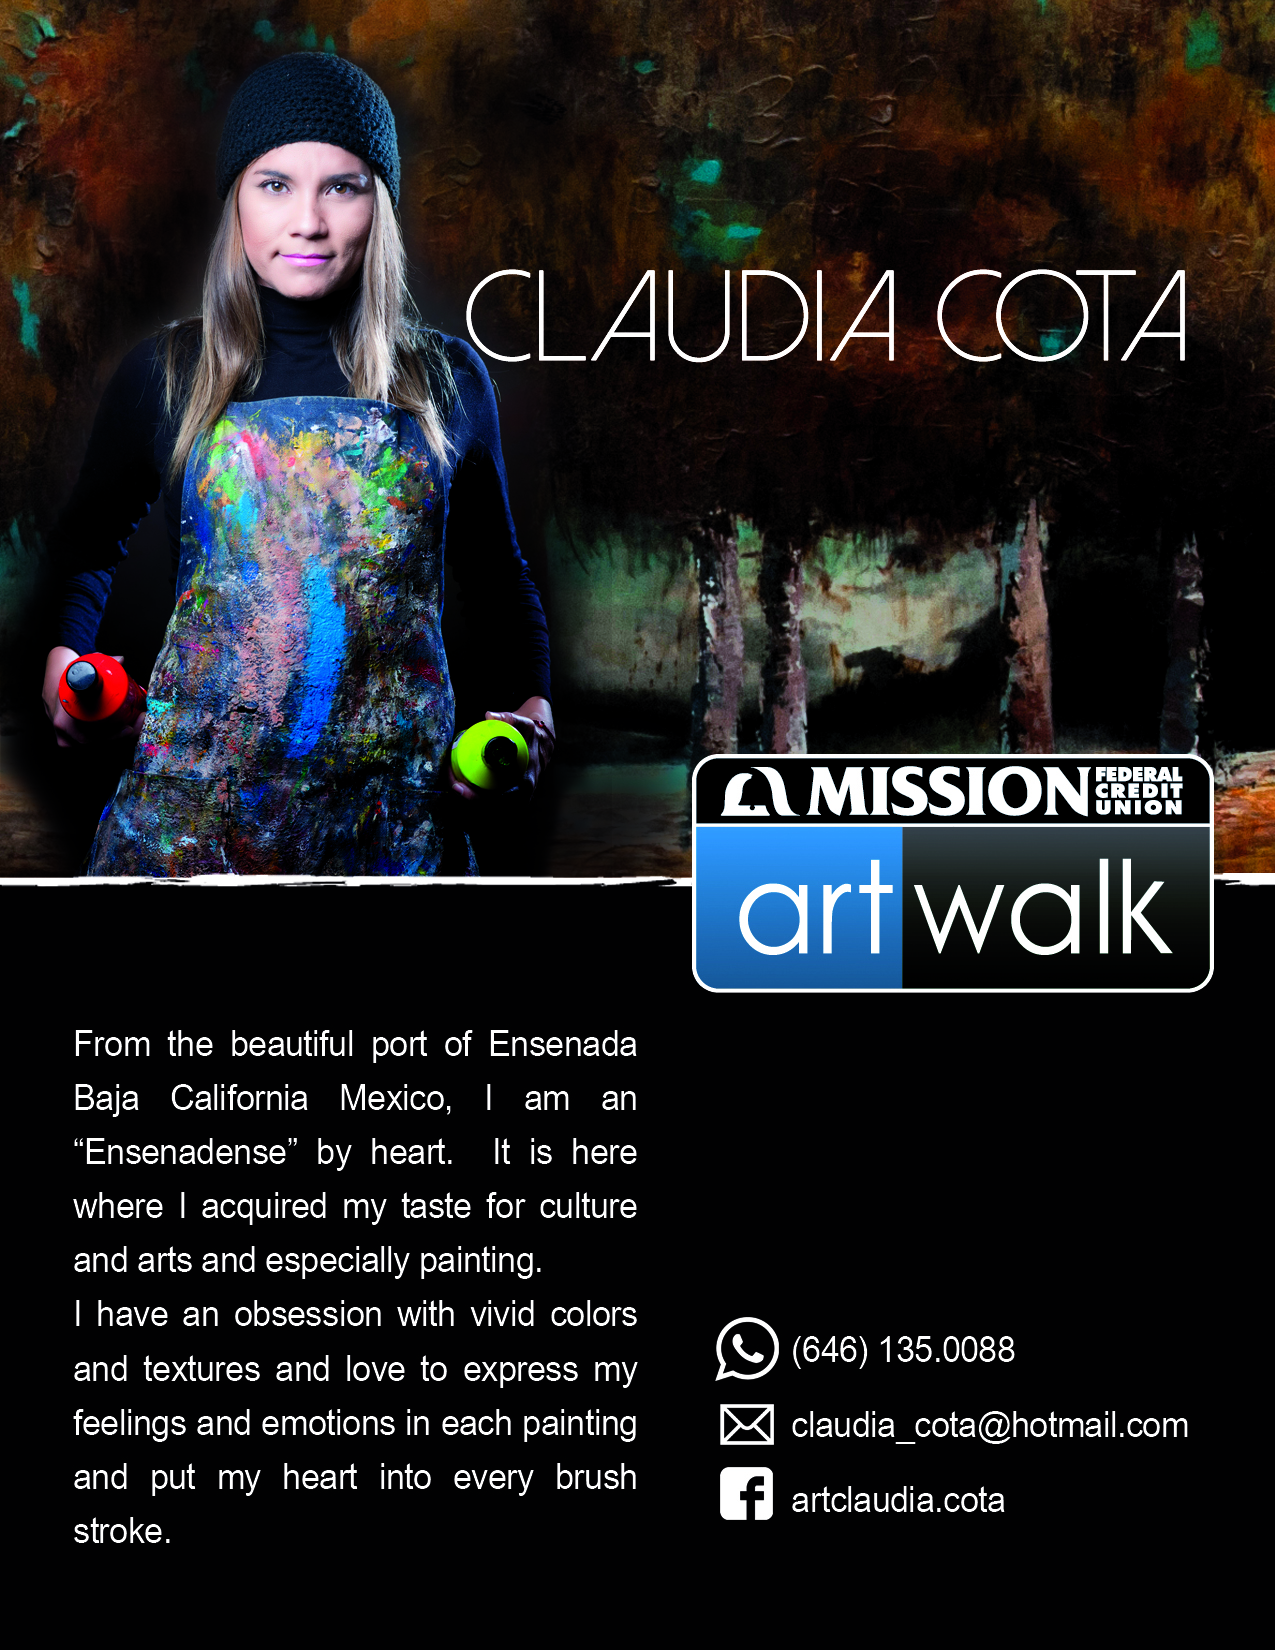 CLAUDIA COTA
MISSION FEDERAL CREDIT UNION
art walk
From the beautiful port of Ensenada
Baja California Mexico, I am an
“Ensenadense” by heart.  It is here
where I acquired my taste for culture
and arts and especially painting.
I have an obsession with vivid colors
and textures and love to express my
feelings and emotions in each painting
and put my heart into every brush
stroke.
(646) 135.0088
claudia_cota@hotmail.com
artclaudia.cota